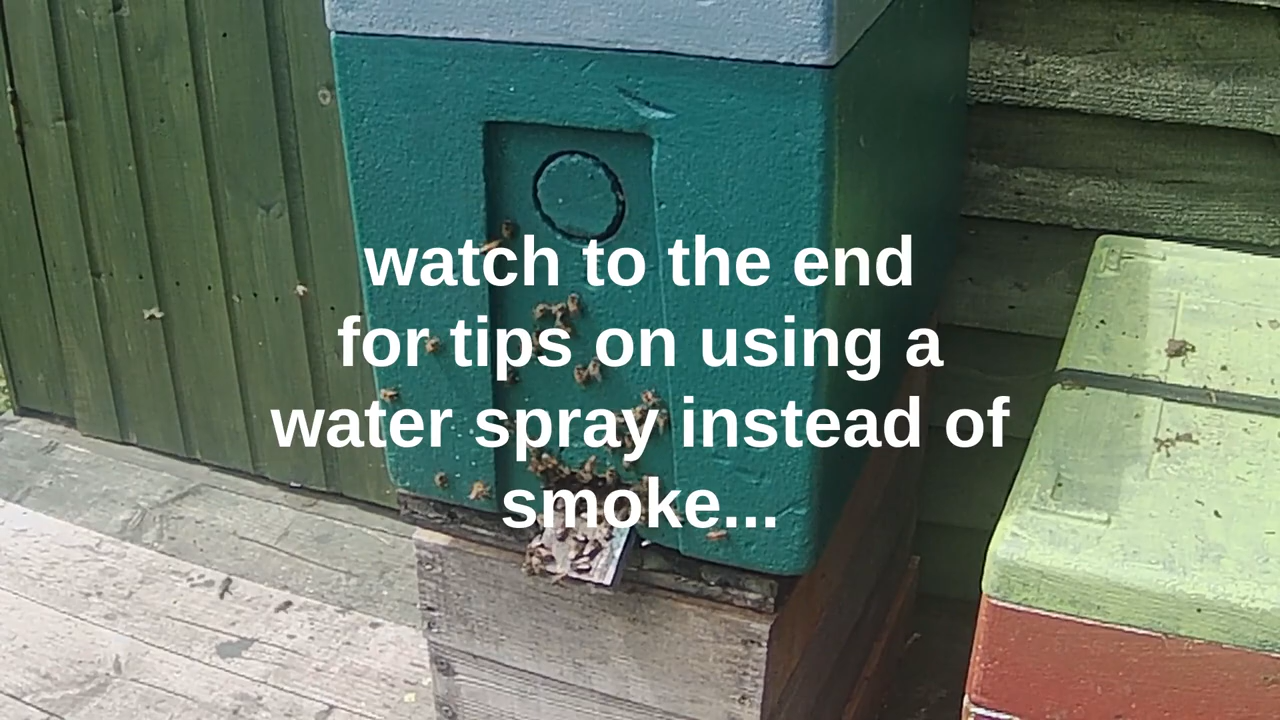 watch to the end
for tips on using a
water spray instead of
smoke...